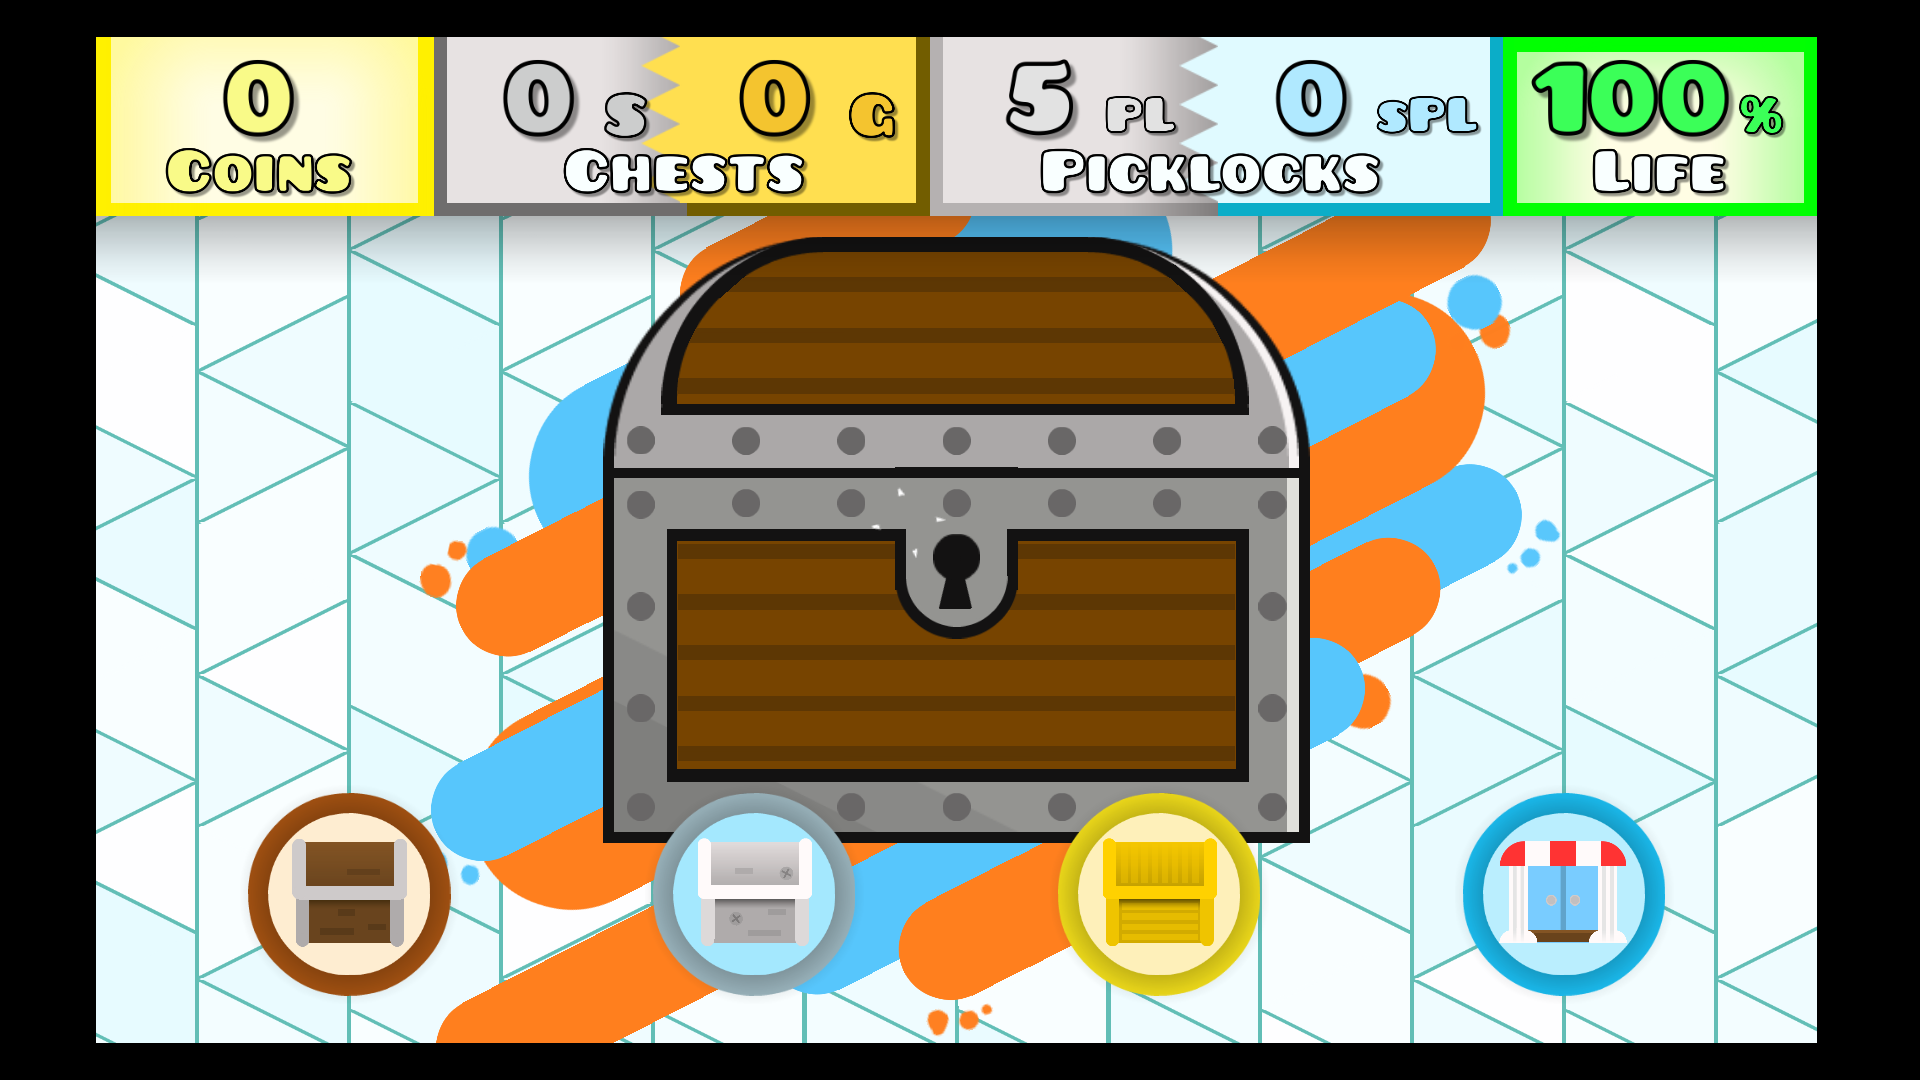 0
COINS
0 S 0 G
CHESTS
5 PL 0 SPL
PICKLOCKS
100 %
LIFE